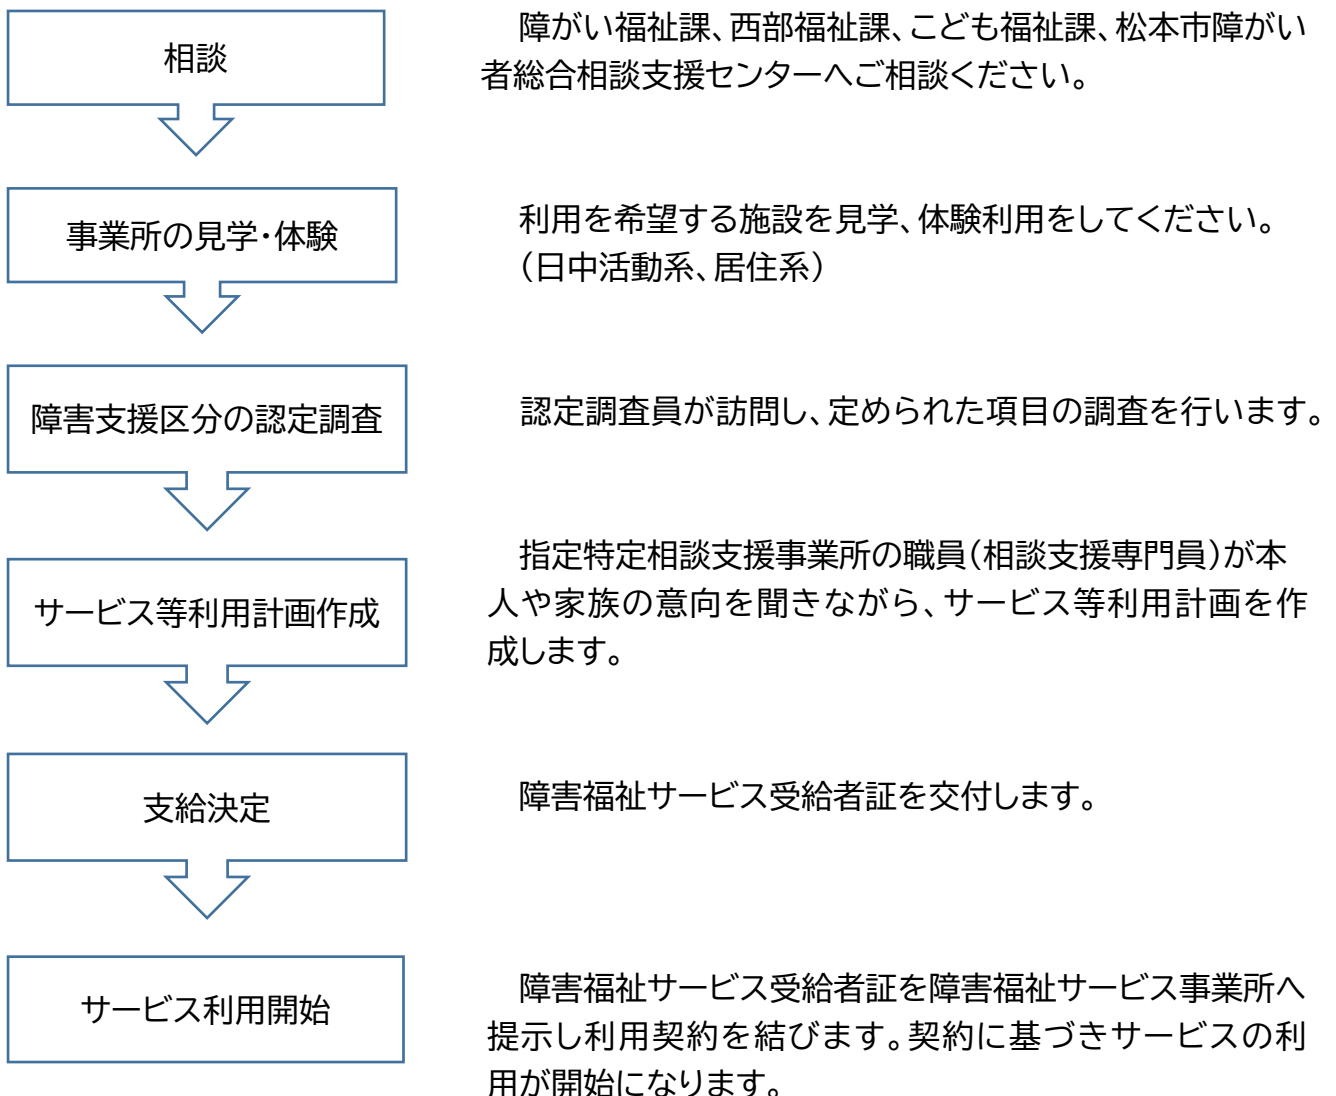 相談
障がい福祉課、西部福祉課、こども福祉課、松本市障がい
者総合相談支援センターへご相談ください。
事業所の見学・体験
利用を希望する施設を見学、体験利用をしてください。
（日中活動系、居住系）
障害支援区分の認定調査
認定調査員が訪問し、定められた項目の調査を行います。
サービス等利用計画作成
指定特定相談支援事業所の職員（相談支援専門員）が本
人や家族の意向を聞きながら、サービス等利用計画を作
成します。
支給決定
障害福祉サービス受給者証を交付します。
サービス利用開始
障害福祉サービス受給者証を障害福祉サービス事業所へ
提示し利用契約を結びます。契約に基づきサービスの利
用が開始になります。